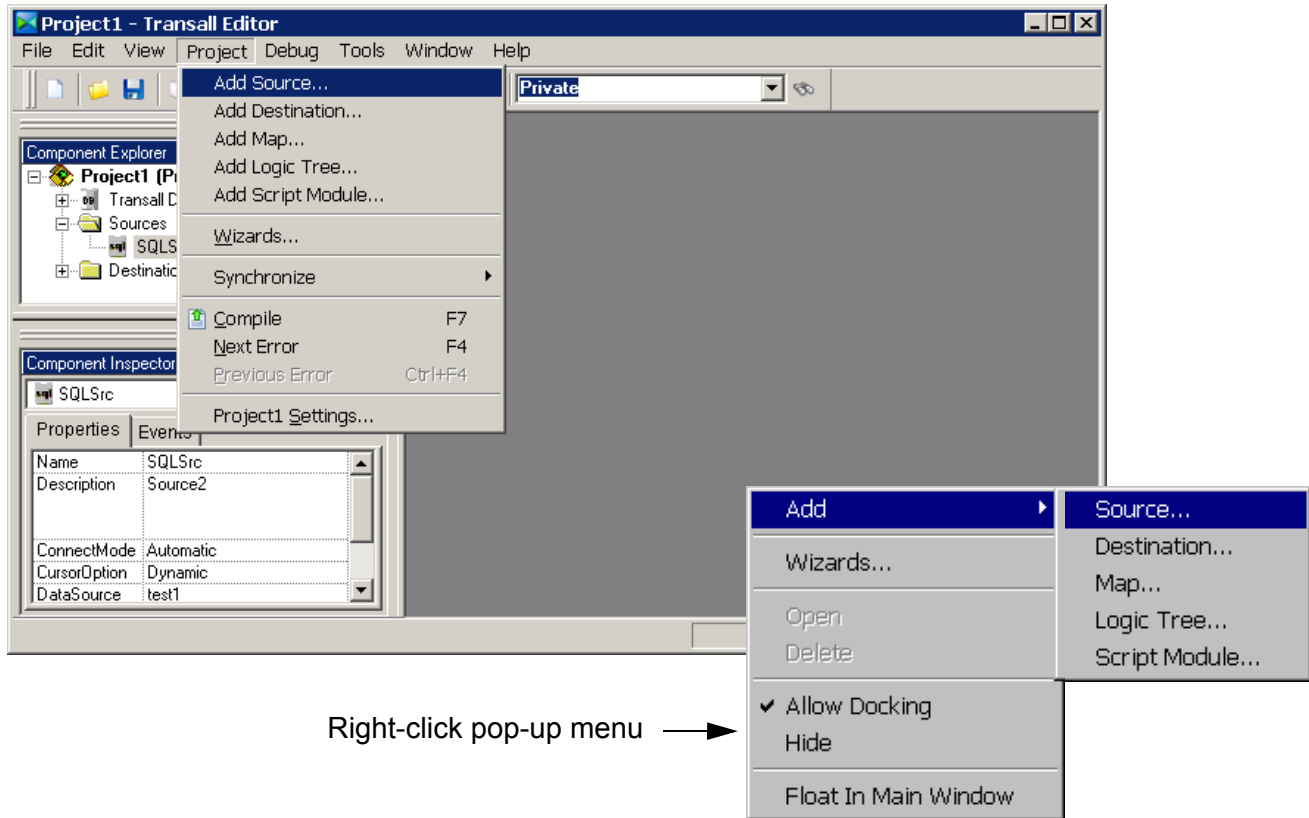 Project1 - Transall Editor
File Edit View Project Debug Tools Window Help
Private
Add Source...
Add Destination...
Add Map...
Add Logic Tree...
Add Script Module...
Wizards...
Synchronize
Compile F7
Next Error F4
Previous Error Ctrl+F4
Project1 Settings...
Component Explorer
Project1 (P
DB Transall D
Sources
sql SQLS
Destinatio
Component Inspector
sql SQLSrc
Properties Events
Name SQLSrc
Description Source2
ConnectMode Automatic
CursorOption Dynamic
DataSource test1
Right-click pop-up menu
Add
Wizards...
Open
Delete
Allow Docking
Hide
Float In Main Window
Source...
Destination...
Map...
Logic Tree...
Script Module...